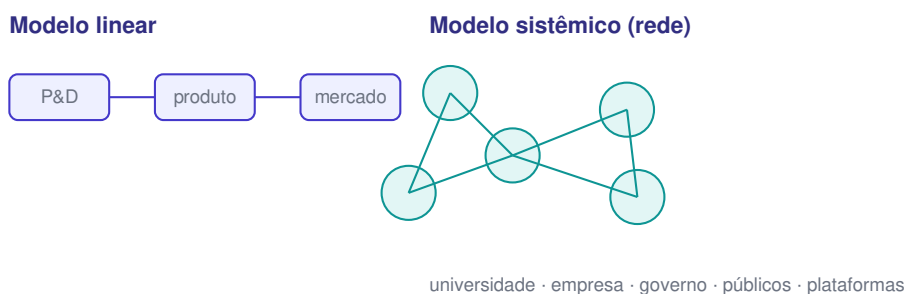 Modelo linear
Modelo sistêmico (rede)
P&D
produto
mercado
universidade · empresa · governo · públicos · plataformas